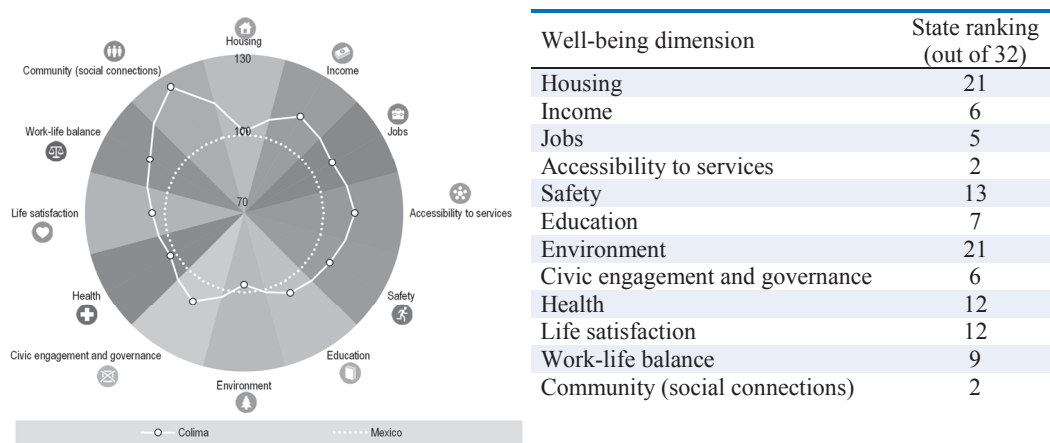 Housing
130
Income
Community (social connections)
Jobs
Work-life balance
100
70
Life satisfaction
Accessibility to services
Health
Safety
Civic engagement and governance
Education
Environment
Colima
Mexico
Well-being dimension State ranking
(out of 32)
Housing 21
Income 6
Jobs 5
Accessibility to services 2
Safety 13
Education 7
Environment 21
Civic engagement and governance 6
Health 12
Life satisfaction 12
Work-life balance 9
Community (social connections) 2